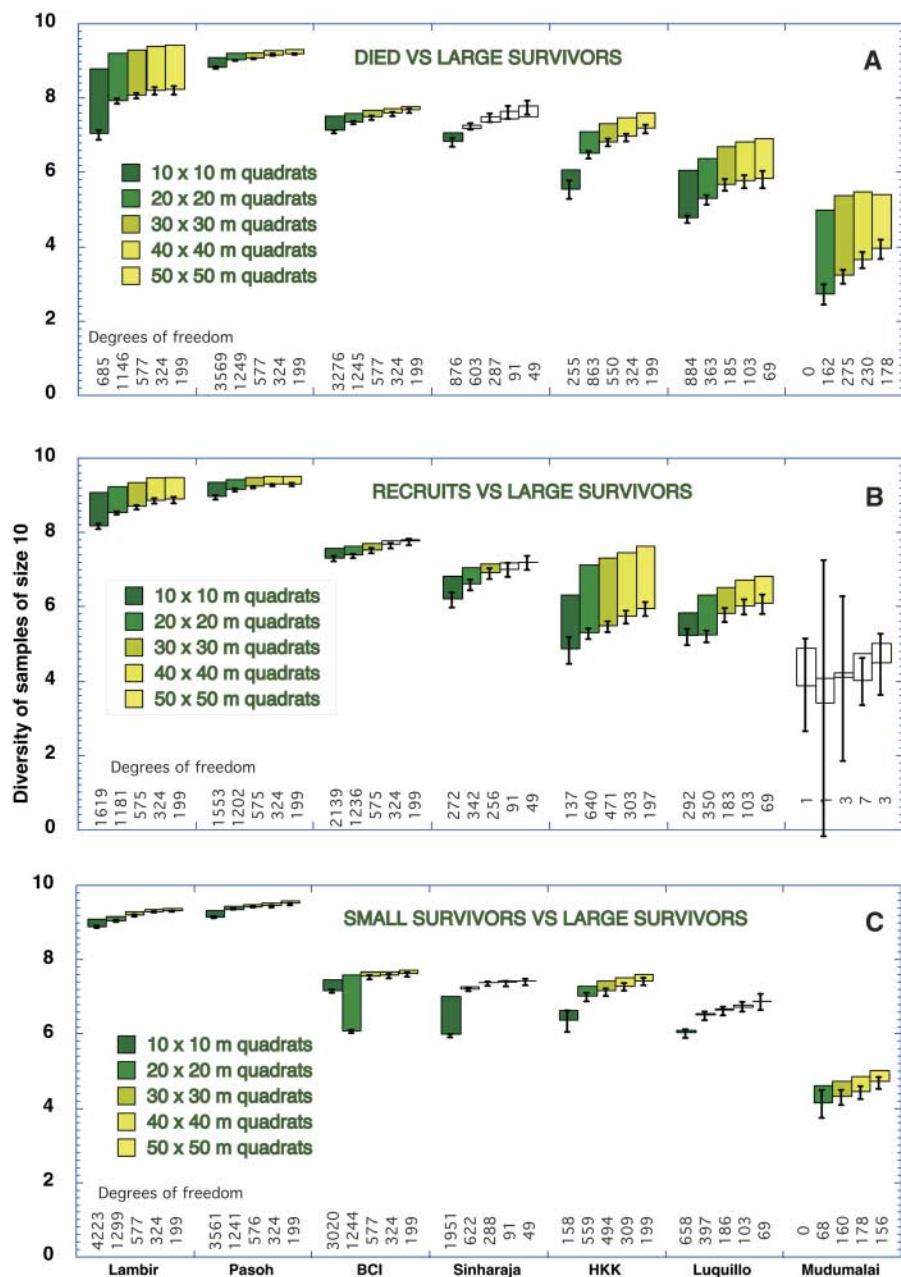 DIED VS LARGE SURVIVORS
A
10
8
6
4
2
0
10 x 10 m quadrats
20 x 20 m quadrats
30 x 30 m quadrats
40 x 40 m quadrats
50 x 50 m quadrats
Degrees of freedom
685 1146 577 324 199 3569 1249 577 324 199 3276 1245 577 324 199 876 603 287 91 49 255 863 550 324 199 884 363 185 103 69 0 162 275 230 178
RECRUITS VS LARGE SURVIVORS
B
10
8
6
4
2
0
Diversity of samples of size 10
10 x 10 m quadrats
20 x 20 m quadrats
30 x 30 m quadrats
40 x 40 m quadrats
50 x 50 m quadrats
Degrees of freedom
1619 1181 575 324 199 1553 1202 575 324 199 2139 1236 575 324 199 272 342 256 91 49 137 640 471 303 197 292 350 183 103 69 1 1 3 7 3
SMALL SURVIVORS VS LARGE SURVIVORS
C
10
8
6
4
2
0
10 x 10 m quadrats
20 x 20 m quadrats
30 x 30 m quadrats
40 x 40 m quadrats
50 x 50 m quadrats
Degrees of freedom
4223 1299 577 324 199 3561 1241 576 324 199 3020 1244 577 324 199 1951 622 288 91 49 158 559 494 309 199 658 397 186 103 69 0 68 160 178 156
Lambir Pasoh BCI Sinharaja HKK Luquillo Mudumalai